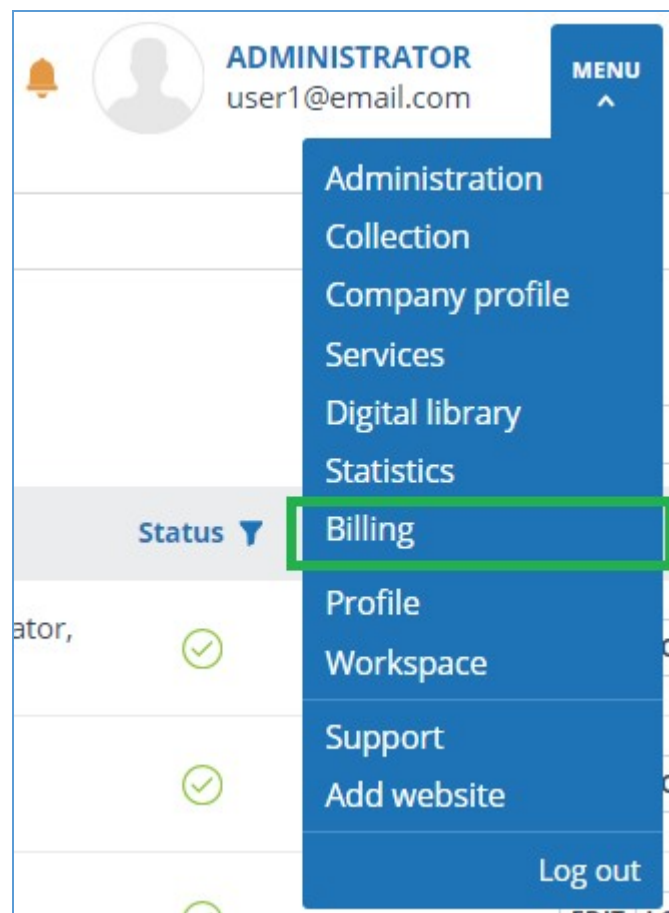 ADMINISTRATOR
user1@email.com
MENU
Administration
Collection
Company profile
Services
Digital library
Statistics
Status
Billing
ator,
Profile
Workspace
Support
Add website
Log out